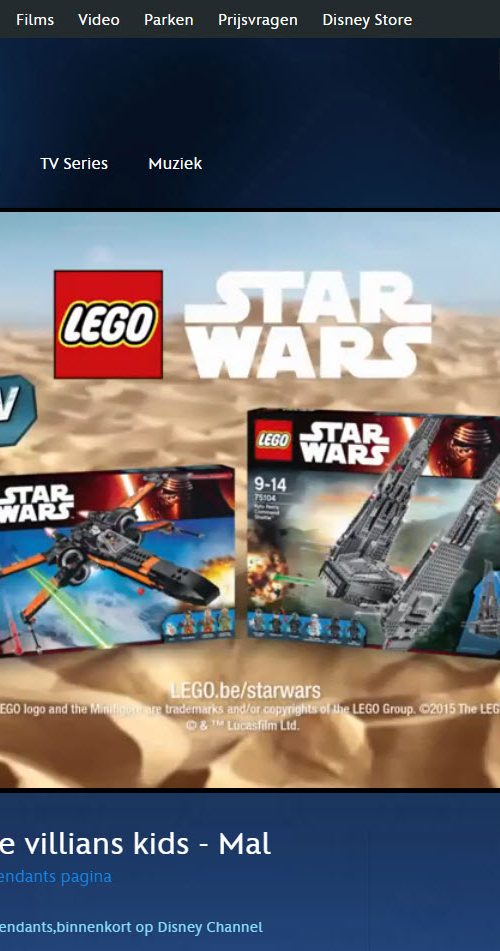 Films Video Parken Prijsvragen Disney Store
TV Series Muziek
LEGO STAR WARS
STAR WARS
LEGO STAR WARS
9-14
75104
LEGO.be/starwars
EGO logo and the Minifigure are trademarks and/or copyrights of the LEGO Group. ©2015 The LEG
© & ™ Lucasfilm Ltd.
e villians kids - Mal
endants pagina
endants,binnenkort op Disney Channel